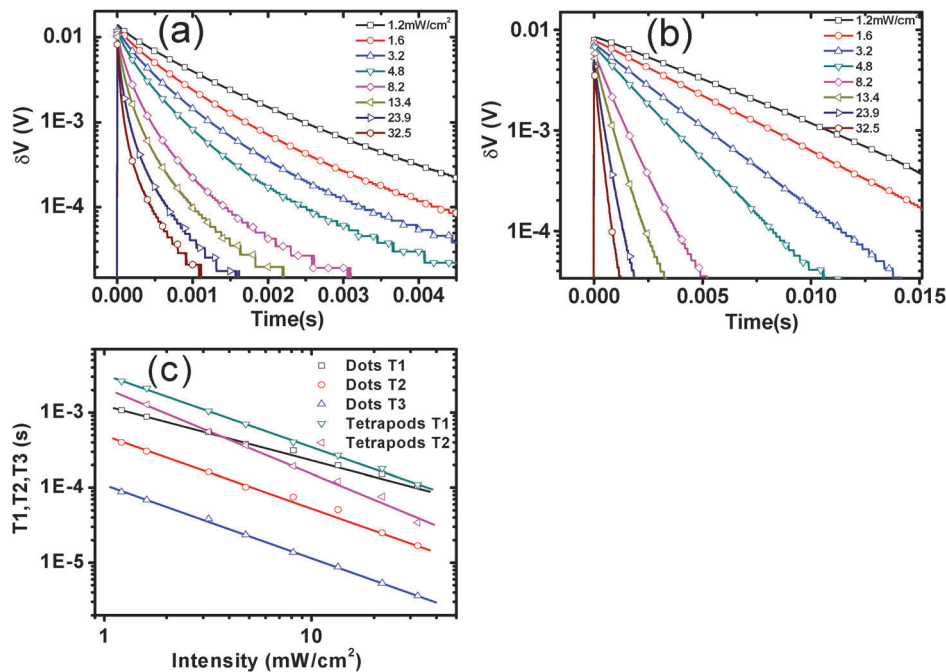 (a)
1.2mW/cm²
1.6
3.2
4.8
8.2
13.4
23.9
32.5
0.01
1E-3
1E-4
δV (V)
0.000 0.001 0.002 0.003 0.004
Time(s)
(b)
1.2mW/cm
1.6
3.2
4.8
8.2
13.4
23.9
32.5
0.01
1E-3
1E-4
δV (V)
0.000 0.005 0.010 0.015
Time(s)
(c)
Dots T1
Dots T2
Dots T3
Tetrapods T1
Tetrapods T2
1E-3
1E-4
1E-5
T1,T2,T3 (s)
1 10
Intensity (mW/cm²)